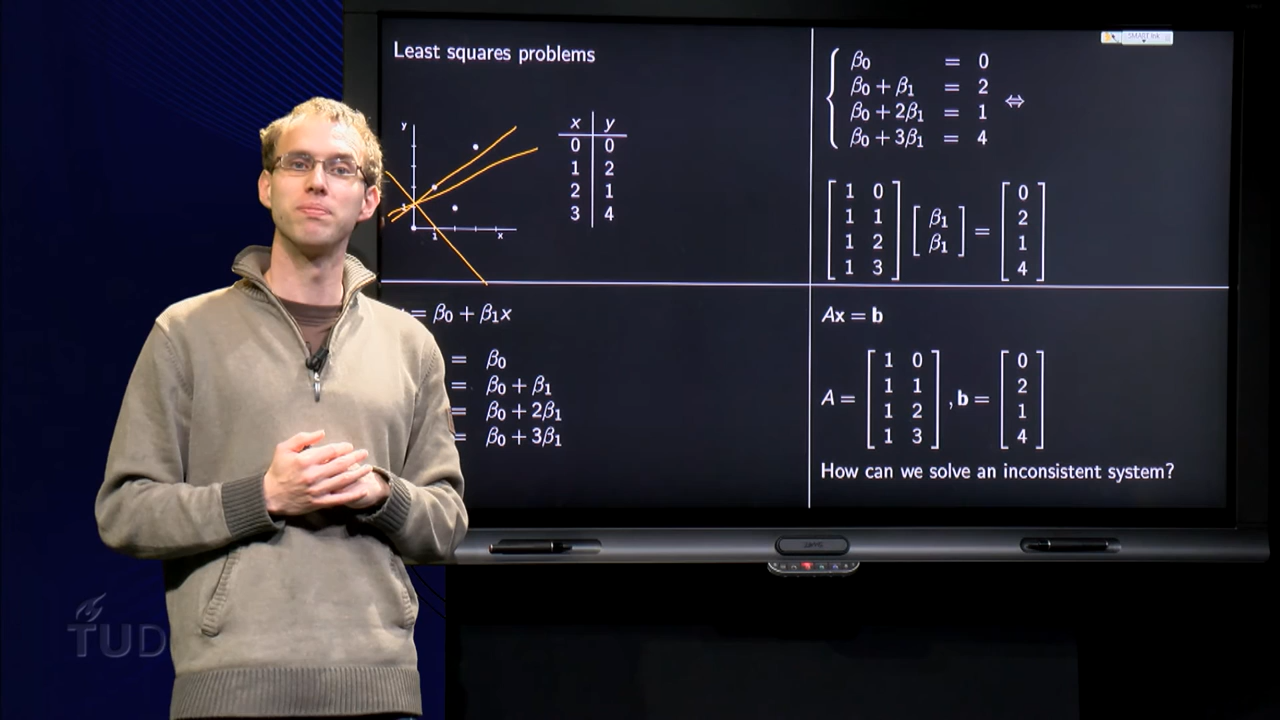 Least squares problems
y
x
1
1
x y
0 0
1 2
2 1
3 4
= β₀ + β₁x
= β₀
= β₀ + β₁
= β₀ + 2β₁
= β₀ + 3β₁
β₀ = 0
β₀ + β₁ = 2
β₀ + 2β₁ = 1
β₀ + 3β₁ = 4
⇔
[1 0; 1 1; 1 2; 1 3] [β₁; β₁] = [0; 2; 1; 4]
Ax = b
A = [1 0; 1 1; 1 2; 1 3], b = [0; 2; 1; 4]
How can we solve an inconsistent system?
SMART Ink
TUD